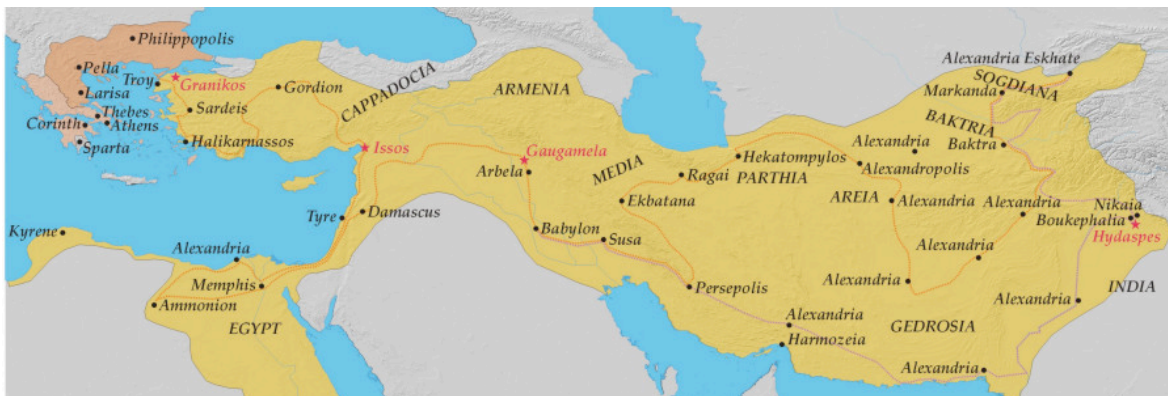 Philippopolis
Pella
Troy
Granikos
Larisa
Thebes
Corinth
Athens
Sparta
Sardeis
Halikarnassos
Gordion
CAPPADOCIA
ARMENIA
Issos
Gaugamela
Arbela
MEDIA
Ragai
Ekbatana
Hekatompylos
PARTHIA
Alexandria Eskhate
SOGDIANA
Markanda
BAKTRIA
Baktra
Alexandria
Alexandropolis
AREIA
Alexandria
Alexandria
Nikaia
Boukephalia
Hydaspes
Kyrene
Alexandria
Tyre
Damascus
Babylon
Susa
Alexandria
Memphis
Ammonion
EGYPT
Persepolis
Alexandria
Alexandria
INDIA
Alexandria
Harmozeia
GEDROSIA
Alexandria